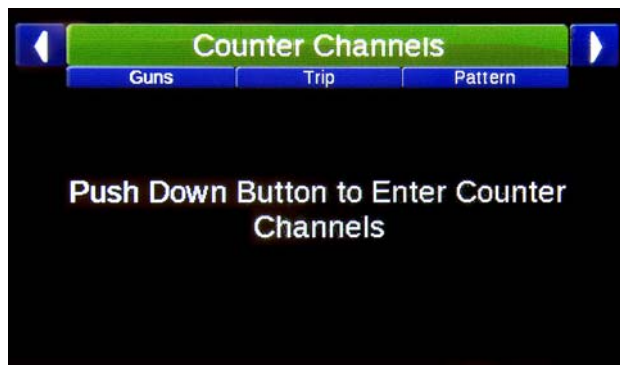 Counter Channels
Guns Trip Pattern
Push Down Button to Enter Counter
Channels